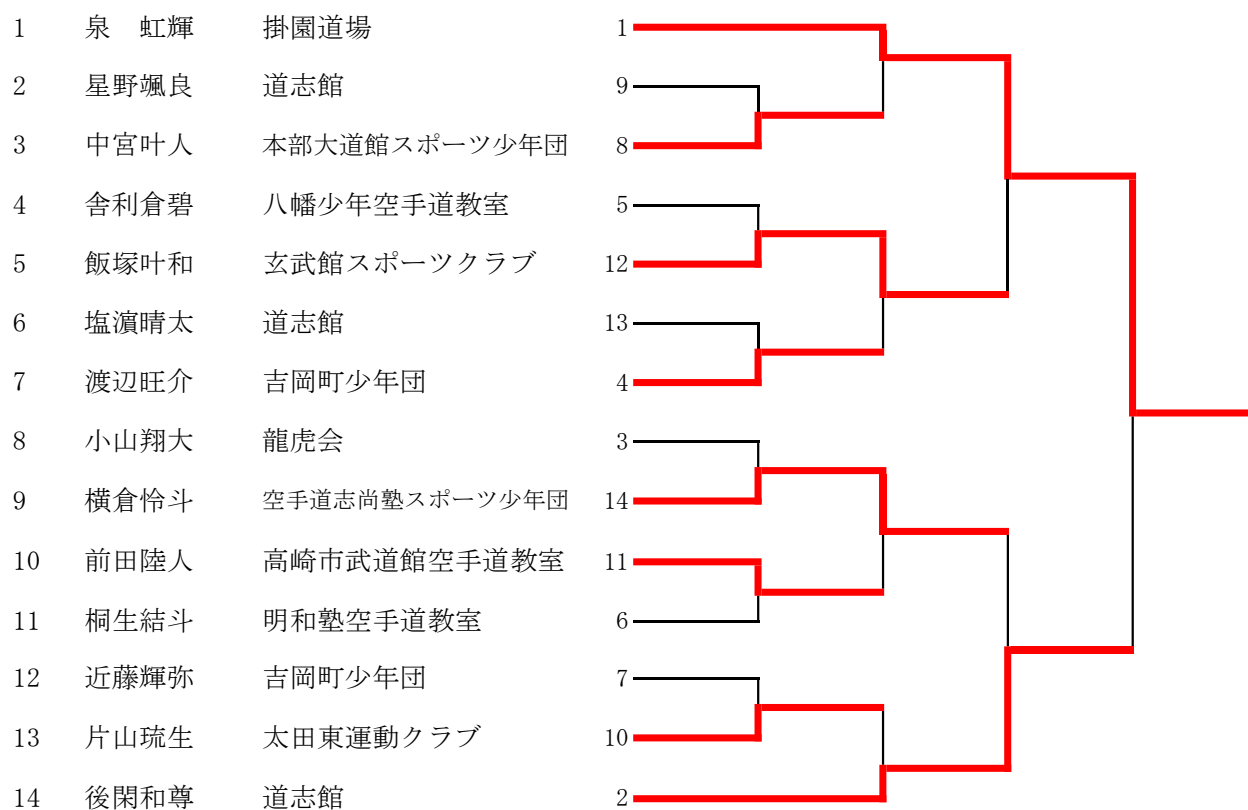 1 泉　虹輝 掛園道場 1
2 星野颯良 道志館 9
3 中宮叶人 本部大道館スポーツ少年団 8
4 舎利倉碧 八幡少年空手道教室 5
5 飯塚叶和 玄武館スポーツクラブ 12
6 塩濵晴太 道志館 13
7 渡辺旺介 吉岡町少年団 4
8 小山翔大 龍虎会 3
9 横倉怜斗 空手道志尚塾スポーツ少年団 14
10 前田陸人 高崎市武道館空手道教室 11
11 桐生結斗 明和塾空手道教室 6
12 近藤輝弥 吉岡町少年団 7
13 片山琉生 太田東運動クラブ 10
14 後閑和尊 道志館 2